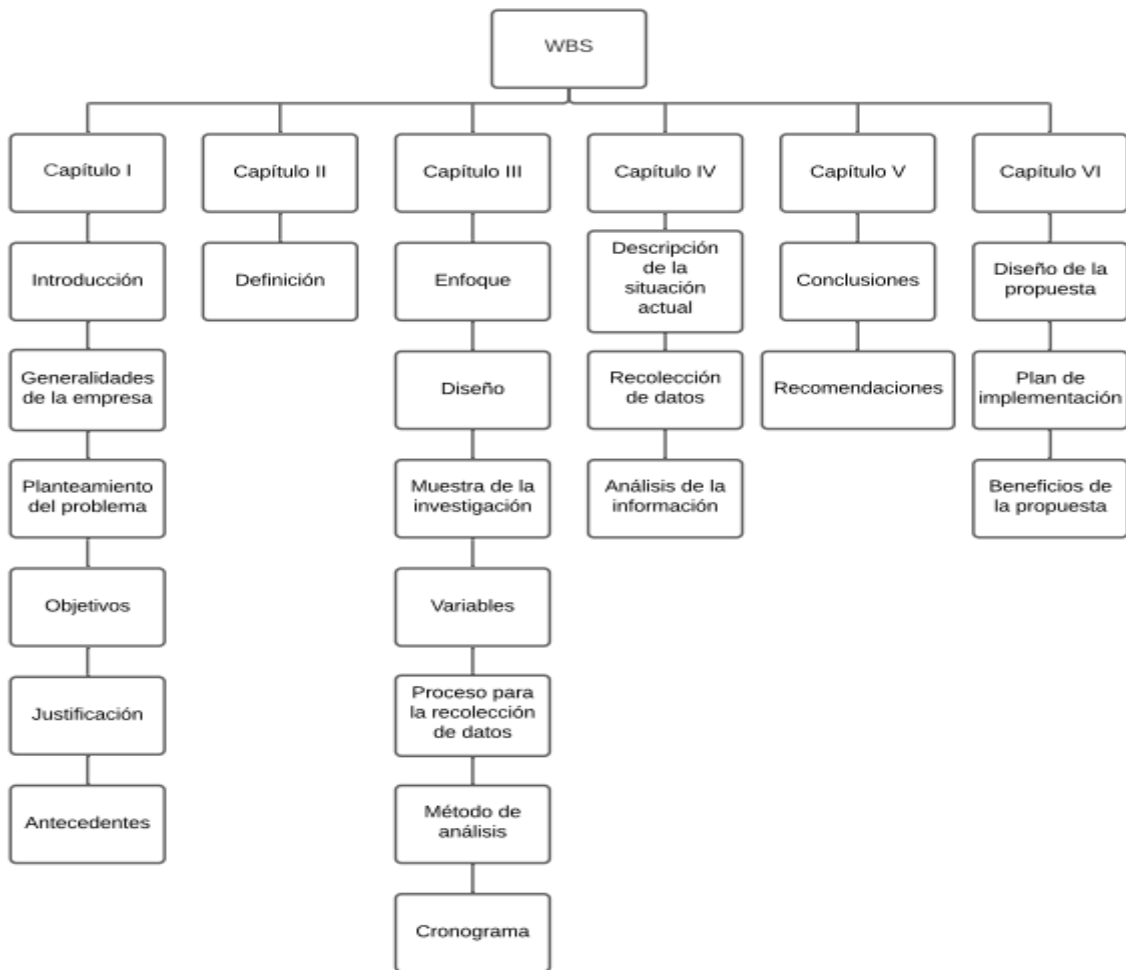 WBS
Capítulo I
Capítulo II
Capítulo III
Capítulo IV
Capítulo V
Capítulo VI
Introducción
Generalidades
de la empresa
Planteamiento
del problema
Objetivos
Justificación
Antecedentes
Definición
Enfoque
Diseño
Muestra de la
investigación
Variables
Proceso para
la recolección
de datos
Método de
análisis
Cronograma
Descripción
de la
situación
actual
Recolección
de datos
Análisis de la
información
Conclusiones
Recomendaciones
Diseño de la
propuesta
Plan de
implementación
Beneficios de
la propuesta